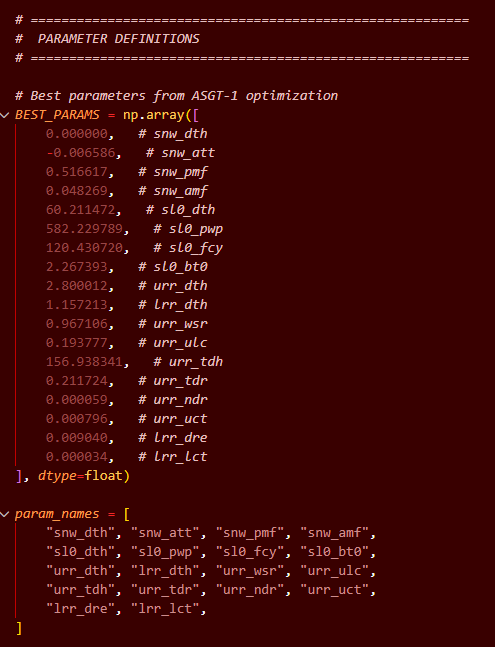 # ========================================================
#  PARAMETER DEFINITIONS
# ========================================================
# Best parameters from ASGT-1 optimization
BEST_PARAMS = np.array([
    0.000000,   # snw_dth
    -0.006586,   # snw_att
    0.516617,   # snw_pmf
    0.048269,   # snw_amf
    60.211472,   # sl0_dth
    582.229789,   # sl0_pwp
    120.430720,   # sl0_fcy
    2.267393,   # sl0_bt0
    2.800012,   # urr_dth
    1.157213,   # lrr_dth
    0.967106,   # urr_wsr
    0.193777,   # urr_ulc
    156.938341,   # urr_tdh
    0.211724,   # urr_tdr
    0.000059,   # urr_ndr
    0.000796,   # urr_uct
    0.009040,   # lrr_dre
    0.000034,   # lrr_lct
], dtype=float)
param_names = [
    "snw_dth", "snw_att", "snw_pmf", "snw_amf",
    "sl0_dth", "sl0_pwp", "sl0_fcy", "sl0_bt0",
    "urr_dth", "lrr_dth", "urr_wsr", "urr_ulc",
    "urr_tdh", "urr_tdr", "urr_ndr", "urr_uct",
    "lrr_dre", "lrr_lct",
]